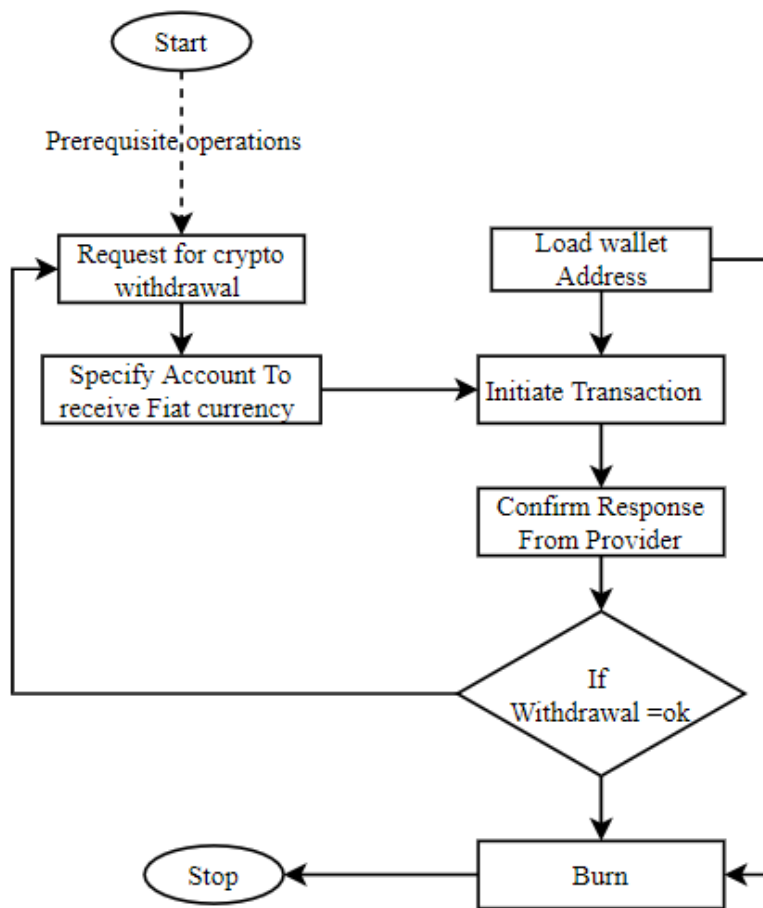 Start
Prerequisite operations
Request for crypto
withdrawal
Load wallet
Address
Specify Account To
receive Fiat currency
Initiate Transaction
Confirm Response
From Provider
If
Withdrawal =ok
Stop
Burn